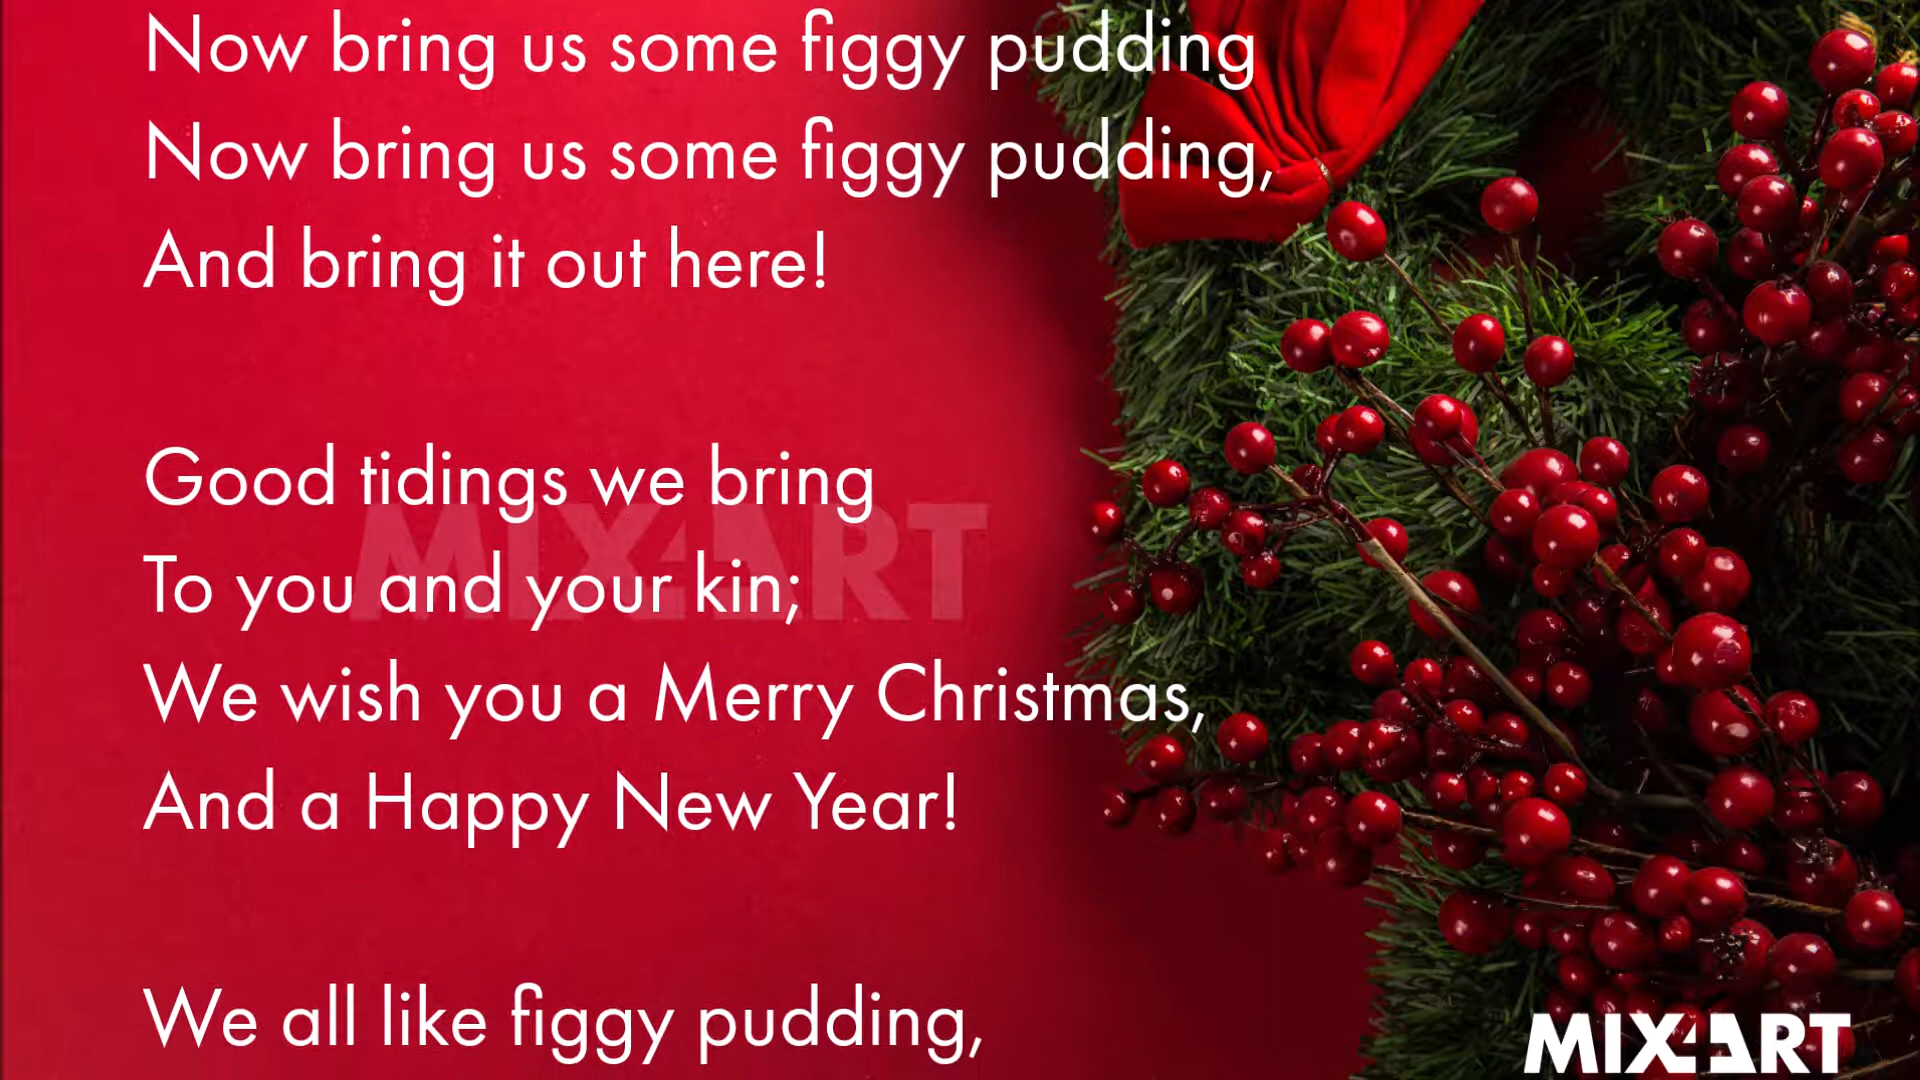 Now bring us some figgy pudding
Now bring us some figgy pudding,
And bring it out here!
Good tidings we bring
MIX4ART
To you and your kin;
We wish you a Merry Christmas,
And a Happy New Year!
We all like figgy pudding,
MIX4ART